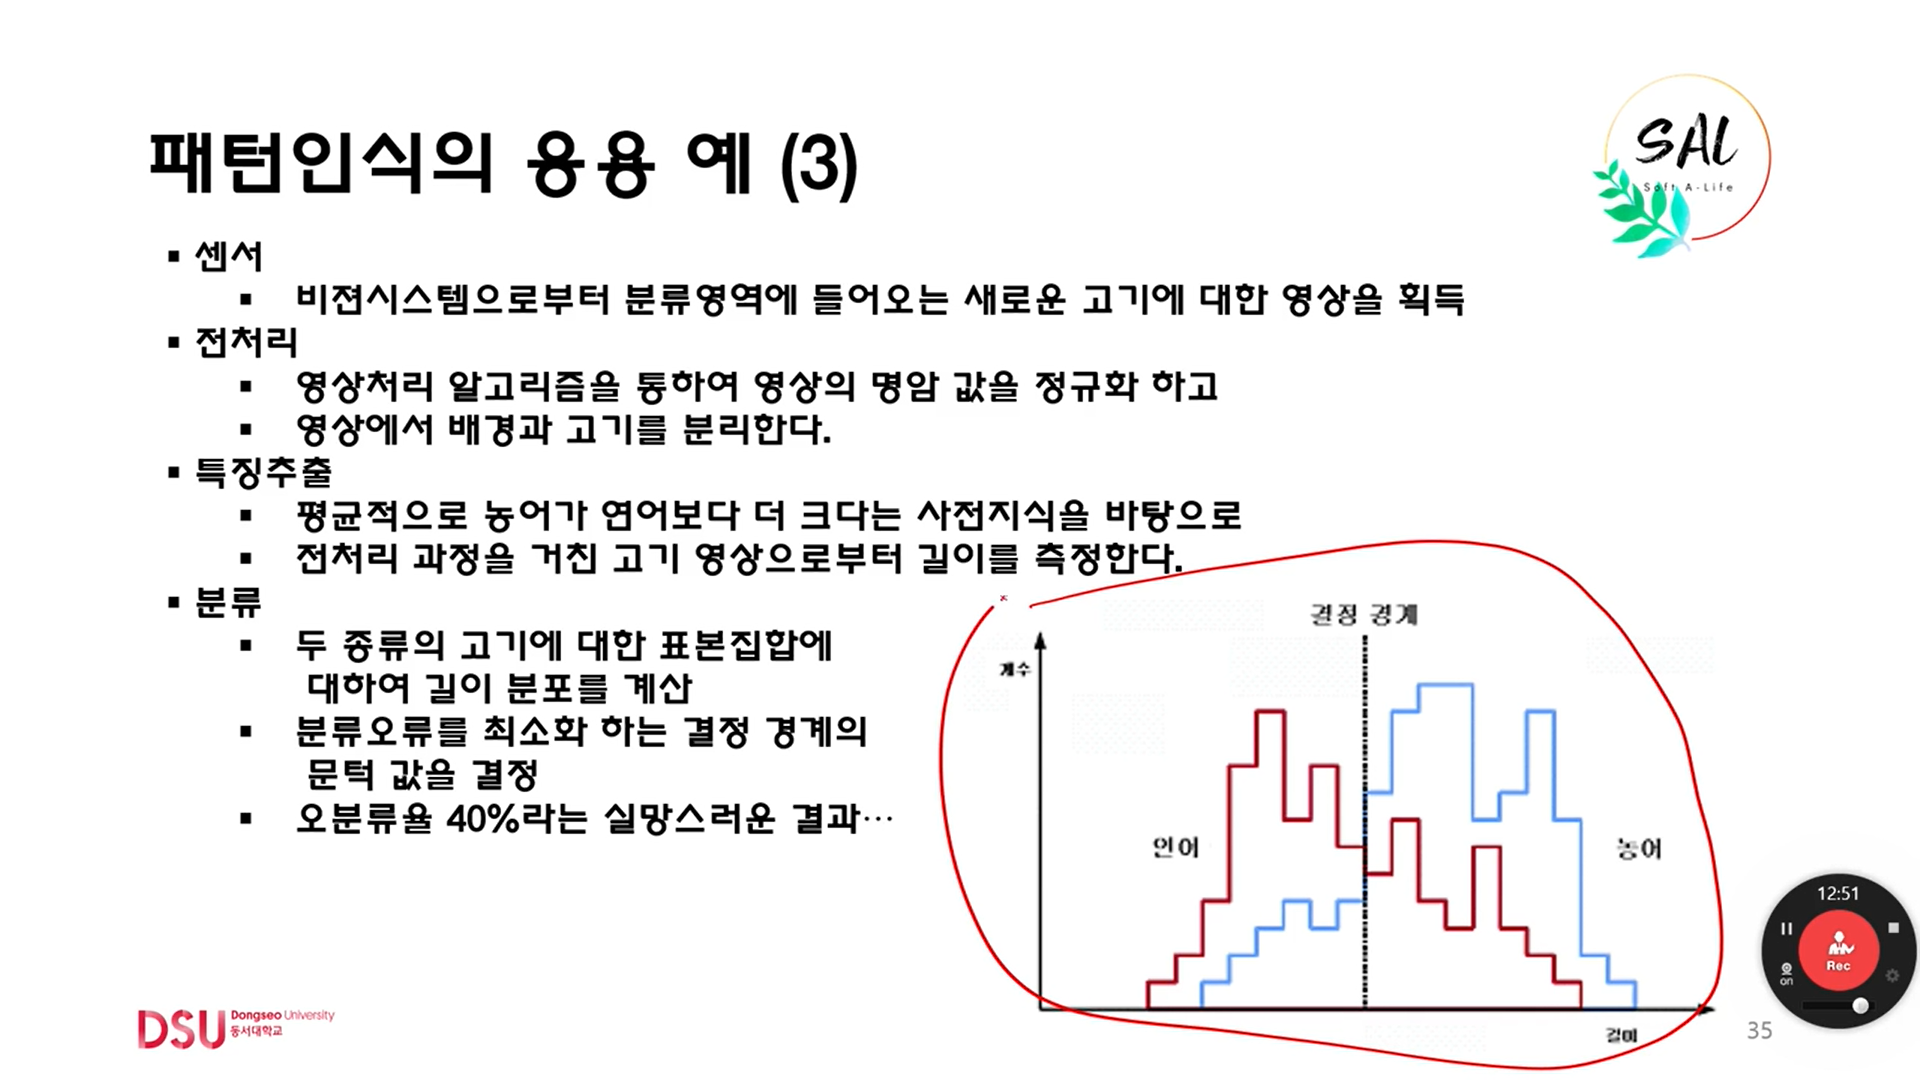 패턴인식의 응용 예 (3)
SAL
Soft A-Life
▪ 센서
▪ 비젼시스템으로부터 분류영역에 들어오는 새로운 고기에 대한 영상을 획득
▪ 전처리
▪ 영상처리 알고리즘을 통하여 영상의 명암 값을 정규화 하고
▪ 영상에서 배경과 고기를 분리한다.
▪ 특징추출
▪ 평균적으로 농어가 연어보다 더 크다는 사전지식을 바탕으로
▪ 전처리 과정을 거친 고기 영상으로부터 길이를 측정한다.
▪ 분류
▪ 두 종류의 고기에 대한 표본집합에
대하여 길이 분포를 계산
▪ 분류오류를 최소화 하는 결정 경계의
문턱 값을 결정
▪ 오분류율 40%라는 실망스러운 결과…
결정 경계
계수
연어
농어
길이
12:51
Rec
on
DSU Dongseo University
동서대학교
35